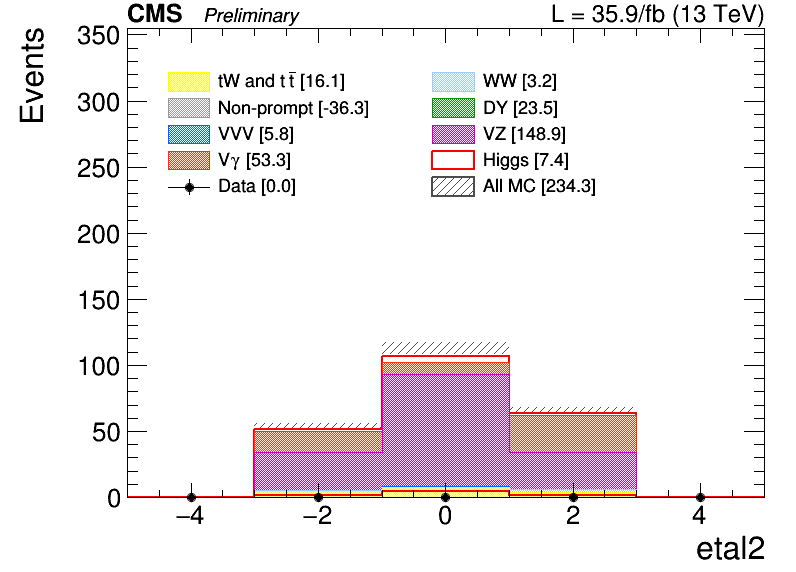 CMS Preliminary L = 35.9/fb (13 TeV)
Events
350
300
250
200
150
100
50
0
tW and t t̄ [16.1]
Non-prompt [-36.3]
VVV [5.8]
Vγ [53.3]
Data [0.0]
WW [3.2]
DY [23.5]
VZ [148.9]
Higgs [7.4]
All MC [234.3]
−4 −2 0 2 4
etal2